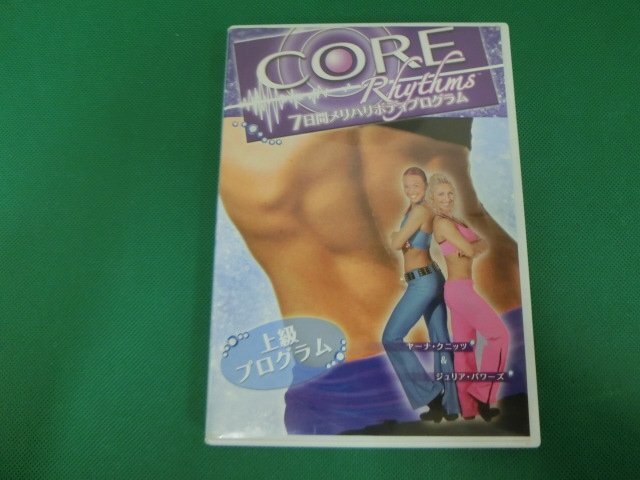 CORE
Rhythms™
7日間メリハリボディプログラム
上級
プログラム
ヤーナ・クニッツ
&
ジュリア・パワーズ